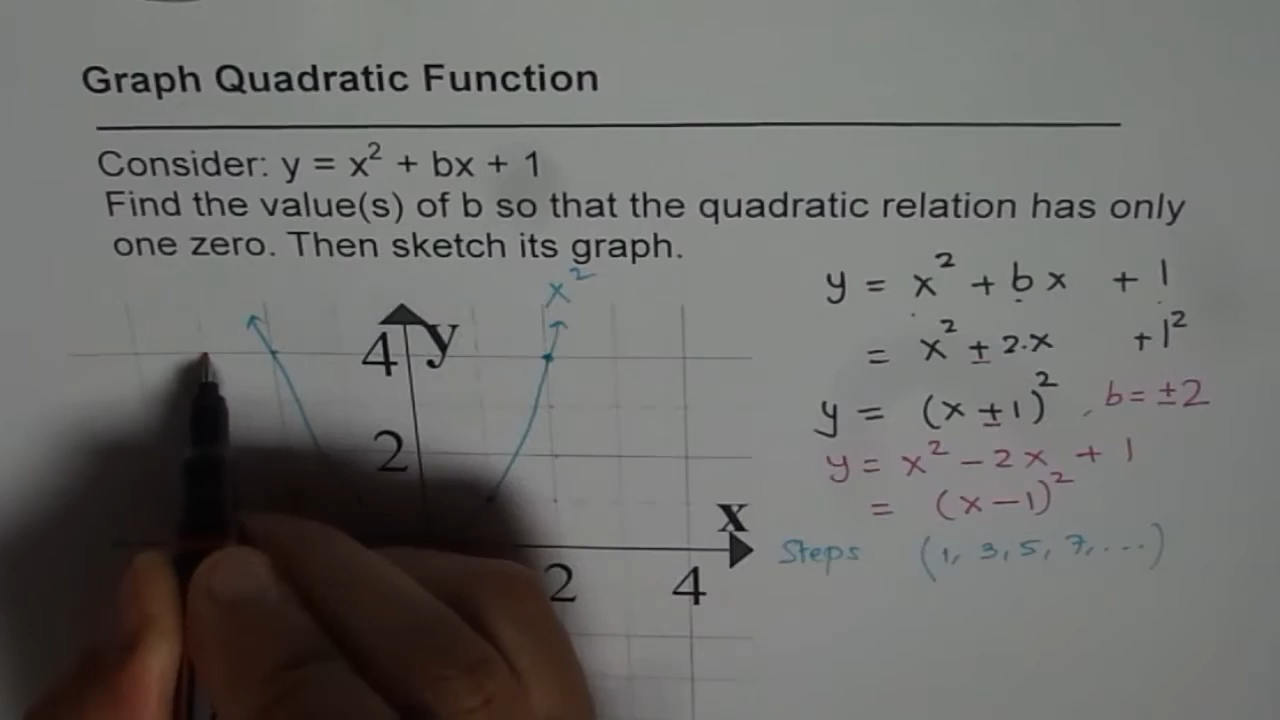 Graph Quadratic Function
Consider: y = x² + bx + 1
Find the value(s) of b so that the quadratic relation has only
one zero. Then sketch its graph.
x²
4 y
2
x
2 4
y = x² + bx + 1
= x² ± 2·x + 1²
y = (x ± 1)², b = ±2
y = x² − 2x + 1
= (x − 1)²
Steps (1, 3, 5, 7, ....)